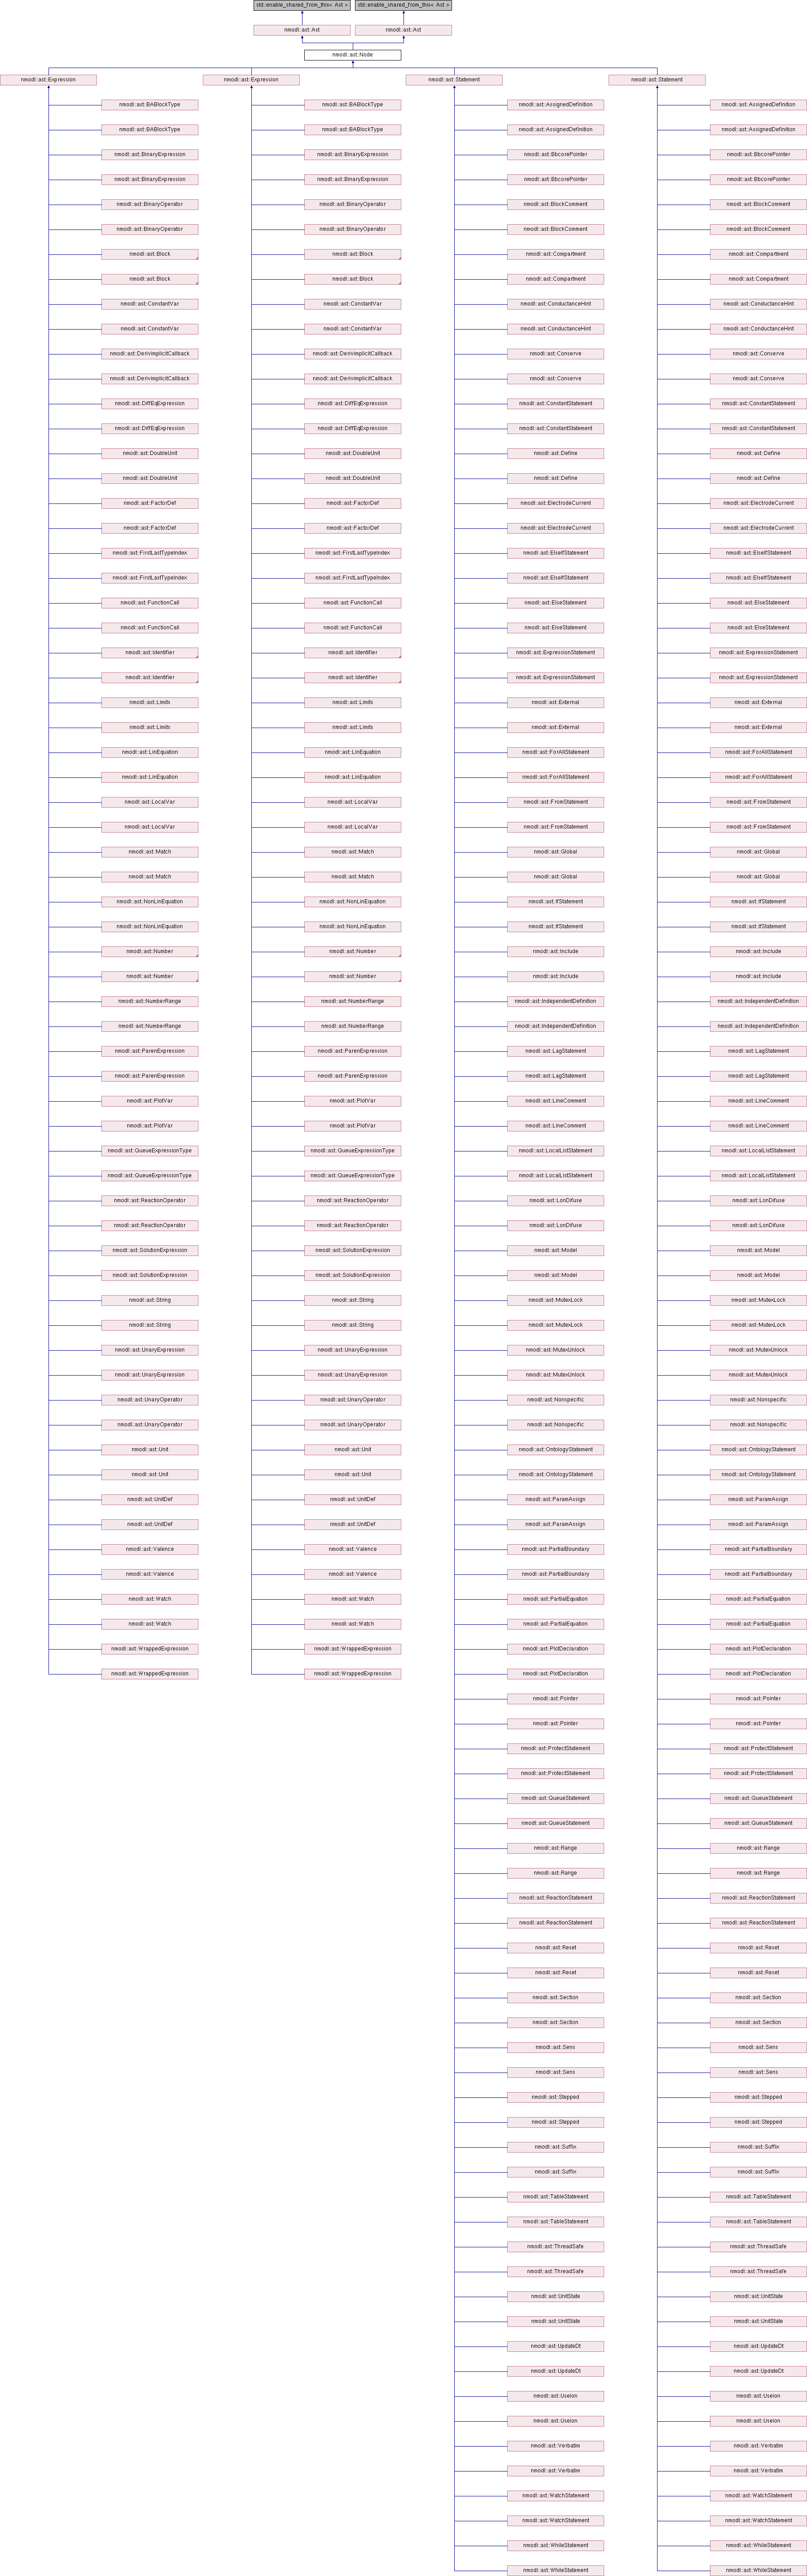 std::enable_shared_from_this< Ast > std::enable_shared_from_this< Ast >
nmodl::ast::Ast nmodl::ast::Ast
nmodl::ast::Node
nmodl::ast::Expression nmodl::ast::Expression nmodl::ast::Statement nmodl::ast::Statement
nmodl::ast::BABlockType nmodl::ast::BABlockType nmodl::ast::AssignedDefinition nmodl::ast::AssignedDefinition
nmodl::ast::BABlockType nmodl::ast::BABlockType nmodl::ast::AssignedDefinition nmodl::ast::AssignedDefinition
nmodl::ast::BinaryExpression nmodl::ast::BinaryExpression nmodl::ast::BbcorePointer nmodl::ast::BbcorePointer
nmodl::ast::BinaryExpression nmodl::ast::BinaryExpression nmodl::ast::BbcorePointer nmodl::ast::BbcorePointer
nmodl::ast::BinaryOperator nmodl::ast::BinaryOperator nmodl::ast::BlockComment nmodl::ast::BlockComment
nmodl::ast::BinaryOperator nmodl::ast::BinaryOperator nmodl::ast::BlockComment nmodl::ast::BlockComment
nmodl::ast::Block nmodl::ast::Block nmodl::ast::Compartment nmodl::ast::Compartment
nmodl::ast::Block nmodl::ast::Block nmodl::ast::Compartment nmodl::ast::Compartment
nmodl::ast::ConstantVar nmodl::ast::ConstantVar nmodl::ast::ConductanceHint nmodl::ast::ConductanceHint
nmodl::ast::ConstantVar nmodl::ast::ConstantVar nmodl::ast::ConductanceHint nmodl::ast::ConductanceHint
nmodl::ast::DerivimplicitCallback nmodl::ast::DerivimplicitCallback nmodl::ast::Conserve nmodl::ast::Conserve
nmodl::ast::DerivimplicitCallback nmodl::ast::DerivimplicitCallback nmodl::ast::Conserve nmodl::ast::Conserve
nmodl::ast::DiffEqExpression nmodl::ast::DiffEqExpression nmodl::ast::ConstantStatement nmodl::ast::ConstantStatement
nmodl::ast::DiffEqExpression nmodl::ast::DiffEqExpression nmodl::ast::ConstantStatement nmodl::ast::ConstantStatement
nmodl::ast::DoubleUnit nmodl::ast::DoubleUnit nmodl::ast::Define nmodl::ast::Define
nmodl::ast::DoubleUnit nmodl::ast::DoubleUnit nmodl::ast::Define nmodl::ast::Define
nmodl::ast::FactorDef nmodl::ast::FactorDef nmodl::ast::ElectrodeCurrent nmodl::ast::ElectrodeCurrent
nmodl::ast::FactorDef nmodl::ast::FactorDef nmodl::ast::ElectrodeCurrent nmodl::ast::ElectrodeCurrent
nmodl::ast::FirstLastTypeIndex nmodl::ast::FirstLastTypeIndex nmodl::ast::ElseIfStatement nmodl::ast::ElseIfStatement
nmodl::ast::FirstLastTypeIndex nmodl::ast::FirstLastTypeIndex nmodl::ast::ElseIfStatement nmodl::ast::ElseIfStatement
nmodl::ast::FunctionCall nmodl::ast::FunctionCall nmodl::ast::ElseStatement nmodl::ast::ElseStatement
nmodl::ast::FunctionCall nmodl::ast::FunctionCall nmodl::ast::ElseStatement nmodl::ast::ElseStatement
nmodl::ast::Identifier nmodl::ast::Identifier nmodl::ast::ExpressionStatement nmodl::ast::ExpressionStatement
nmodl::ast::Identifier nmodl::ast::Identifier nmodl::ast::ExpressionStatement nmodl::ast::ExpressionStatement
nmodl::ast::Limits nmodl::ast::Limits nmodl::ast::External nmodl::ast::External
nmodl::ast::Limits nmodl::ast::Limits nmodl::ast::External nmodl::ast::External
nmodl::ast::LinEquation nmodl::ast::LinEquation nmodl::ast::ForAllStatement nmodl::ast::ForAllStatement
nmodl::ast::LinEquation nmodl::ast::LinEquation nmodl::ast::ForAllStatement nmodl::ast::ForAllStatement
nmodl::ast::LocalVar nmodl::ast::LocalVar nmodl::ast::FromStatement nmodl::ast::FromStatement
nmodl::ast::LocalVar nmodl::ast::LocalVar nmodl::ast::FromStatement nmodl::ast::FromStatement
nmodl::ast::Match nmodl::ast::Match nmodl::ast::Global nmodl::ast::Global
nmodl::ast::Match nmodl::ast::Match nmodl::ast::Global nmodl::ast::Global
nmodl::ast::NonLinEquation nmodl::ast::NonLinEquation nmodl::ast::IfStatement nmodl::ast::IfStatement
nmodl::ast::NonLinEquation nmodl::ast::NonLinEquation nmodl::ast::IfStatement nmodl::ast::IfStatement
nmodl::ast::Number nmodl::ast::Number nmodl::ast::Include nmodl::ast::Include
nmodl::ast::Number nmodl::ast::Number nmodl::ast::Include nmodl::ast::Include
nmodl::ast::NumberRange nmodl::ast::NumberRange nmodl::ast::IndependentDefinition nmodl::ast::IndependentDefinition
nmodl::ast::NumberRange nmodl::ast::NumberRange nmodl::ast::IndependentDefinition nmodl::ast::IndependentDefinition
nmodl::ast::ParenExpression nmodl::ast::ParenExpression nmodl::ast::LagStatement nmodl::ast::LagStatement
nmodl::ast::ParenExpression nmodl::ast::ParenExpression nmodl::ast::LagStatement nmodl::ast::LagStatement
nmodl::ast::PlotVar nmodl::ast::PlotVar nmodl::ast::LineComment nmodl::ast::LineComment
nmodl::ast::PlotVar nmodl::ast::PlotVar nmodl::ast::LineComment nmodl::ast::LineComment
nmodl::ast::QueueExpressionType nmodl::ast::QueueExpressionType nmodl::ast::LocalListStatement nmodl::ast::LocalListStatement
nmodl::ast::QueueExpressionType nmodl::ast::QueueExpressionType nmodl::ast::LocalListStatement nmodl::ast::LocalListStatement
nmodl::ast::ReactionOperator nmodl::ast::ReactionOperator nmodl::ast::LonDifuse nmodl::ast::LonDifuse
nmodl::ast::ReactionOperator nmodl::ast::ReactionOperator nmodl::ast::LonDifuse nmodl::ast::LonDifuse
nmodl::ast::SolutionExpression nmodl::ast::SolutionExpression nmodl::ast::Model nmodl::ast::Model
nmodl::ast::SolutionExpression nmodl::ast::SolutionExpression nmodl::ast::Model nmodl::ast::Model
nmodl::ast::String nmodl::ast::String nmodl::ast::MutexLock nmodl::ast::MutexLock
nmodl::ast::String nmodl::ast::String nmodl::ast::MutexLock nmodl::ast::MutexLock
nmodl::ast::UnaryExpression nmodl::ast::UnaryExpression nmodl::ast::MutexUnlock nmodl::ast::MutexUnlock
nmodl::ast::UnaryExpression nmodl::ast::UnaryExpression nmodl::ast::MutexUnlock nmodl::ast::MutexUnlock
nmodl::ast::UnaryOperator nmodl::ast::UnaryOperator nmodl::ast::Nonspecific nmodl::ast::Nonspecific
nmodl::ast::UnaryOperator nmodl::ast::UnaryOperator nmodl::ast::Nonspecific nmodl::ast::Nonspecific
nmodl::ast::Unit nmodl::ast::Unit nmodl::ast::OntologyStatement nmodl::ast::OntologyStatement
nmodl::ast::Unit nmodl::ast::Unit nmodl::ast::OntologyStatement nmodl::ast::OntologyStatement
nmodl::ast::UnitDef nmodl::ast::UnitDef nmodl::ast::ParamAssign nmodl::ast::ParamAssign
nmodl::ast::UnitDef nmodl::ast::UnitDef nmodl::ast::ParamAssign nmodl::ast::ParamAssign
nmodl::ast::Valence nmodl::ast::Valence nmodl::ast::PartialBoundary nmodl::ast::PartialBoundary
nmodl::ast::Valence nmodl::ast::Valence nmodl::ast::PartialBoundary nmodl::ast::PartialBoundary
nmodl::ast::Watch nmodl::ast::Watch nmodl::ast::PartialEquation nmodl::ast::PartialEquation
nmodl::ast::Watch nmodl::ast::Watch nmodl::ast::PartialEquation nmodl::ast::PartialEquation
nmodl::ast::WrappedExpression nmodl::ast::WrappedExpression nmodl::ast::PlotDeclaration nmodl::ast::PlotDeclaration
nmodl::ast::WrappedExpression nmodl::ast::WrappedExpression nmodl::ast::PlotDeclaration nmodl::ast::PlotDeclaration
nmodl::ast::Pointer nmodl::ast::Pointer
nmodl::ast::Pointer nmodl::ast::Pointer
nmodl::ast::ProtectStatement nmodl::ast::ProtectStatement
nmodl::ast::ProtectStatement nmodl::ast::ProtectStatement
nmodl::ast::QueueStatement nmodl::ast::QueueStatement
nmodl::ast::QueueStatement nmodl::ast::QueueStatement
nmodl::ast::Range nmodl::ast::Range
nmodl::ast::Range nmodl::ast::Range
nmodl::ast::ReactionStatement nmodl::ast::ReactionStatement
nmodl::ast::ReactionStatement nmodl::ast::ReactionStatement
nmodl::ast::Reset nmodl::ast::Reset
nmodl::ast::Reset nmodl::ast::Reset
nmodl::ast::Section nmodl::ast::Section
nmodl::ast::Section nmodl::ast::Section
nmodl::ast::Sens nmodl::ast::Sens
nmodl::ast::Sens nmodl::ast::Sens
nmodl::ast::Stepped nmodl::ast::Stepped
nmodl::ast::Stepped nmodl::ast::Stepped
nmodl::ast::Suffix nmodl::ast::Suffix
nmodl::ast::Suffix nmodl::ast::Suffix
nmodl::ast::TableStatement nmodl::ast::TableStatement
nmodl::ast::TableStatement nmodl::ast::TableStatement
nmodl::ast::ThreadSafe nmodl::ast::ThreadSafe
nmodl::ast::ThreadSafe nmodl::ast::ThreadSafe
nmodl::ast::UnitState nmodl::ast::UnitState
nmodl::ast::UnitState nmodl::ast::UnitState
nmodl::ast::UpdateDt nmodl::ast::UpdateDt
nmodl::ast::UpdateDt nmodl::ast::UpdateDt
nmodl::ast::Useion nmodl::ast::Useion
nmodl::ast::Useion nmodl::ast::Useion
nmodl::ast::Verbatim nmodl::ast::Verbatim
nmodl::ast::Verbatim nmodl::ast::Verbatim
nmodl::ast::WatchStatement nmodl::ast::WatchStatement
nmodl::ast::WatchStatement nmodl::ast::WatchStatement
nmodl::ast::WhileStatement nmodl::ast::WhileStatement
nmodl::ast::WhileStatement nmodl::ast::WhileStatement